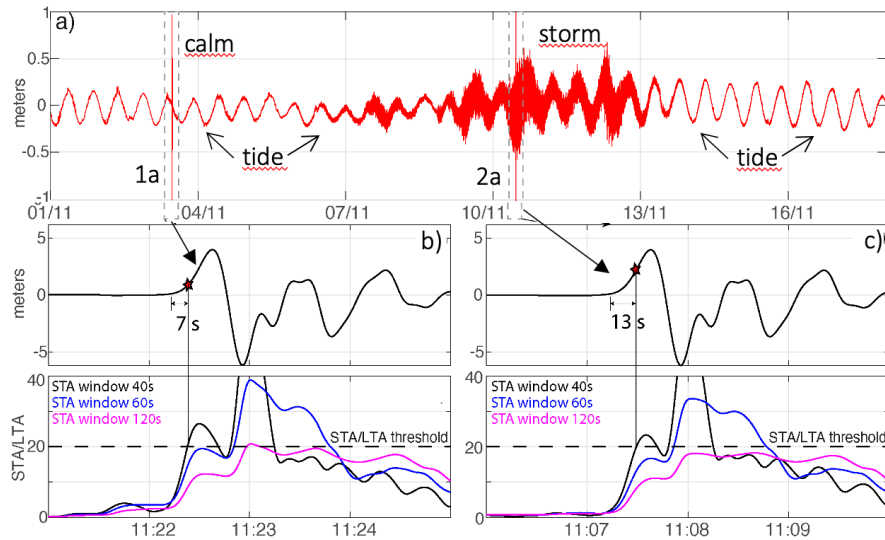 a)
1
0.5
0
-0.5
-1
meters
calm
storm
tide
tide
1a
2a
01/11
04/11
07/11
10/11
13/11
16/11
b)
5
0
-5
meters
7 s
c)
13 s
STA window 40s
STA window 60s
STA window 120s
STA/LTA threshold
40
20
0
STA/LTA
11:22
11:23
11:24
STA window 40s
STA window 60s
STA window 120s
STA/LTA threshold
40
20
0
11:07
11:08
11:09